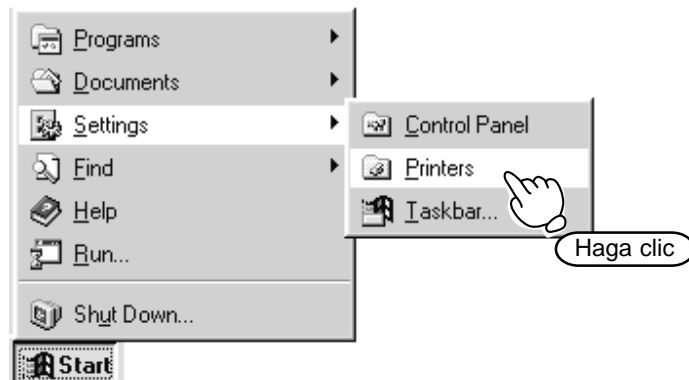 Programs
Documents
Settings
Find
Help
Run...
Shut Down...
Start
Control Panel
Printers
Taskbar...
Haga clic